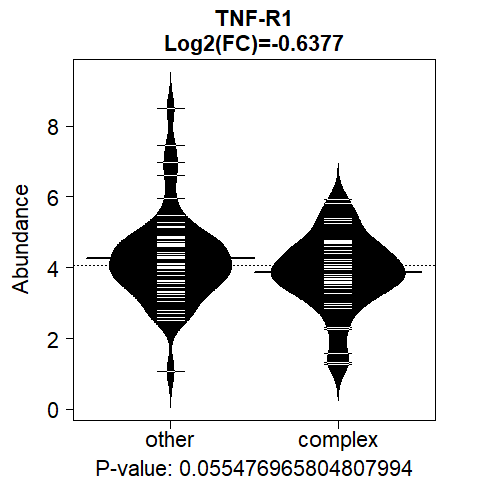 TNF-R1
Log2(FC)=-0.6377
Abundance
8
6
4
2
0
other complex
P-value: 0.055476965804807994